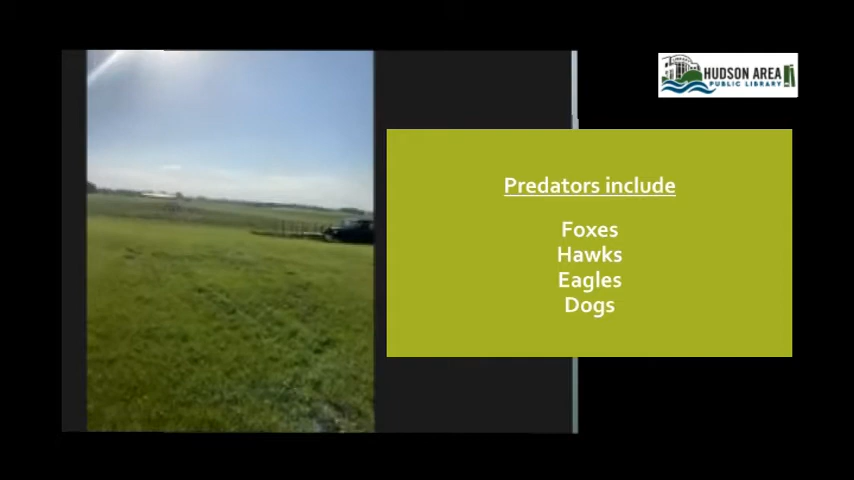 HUDSON AREA
PUBLIC LIBRARY
Predators include
Foxes
Hawks
Eagles
Dogs